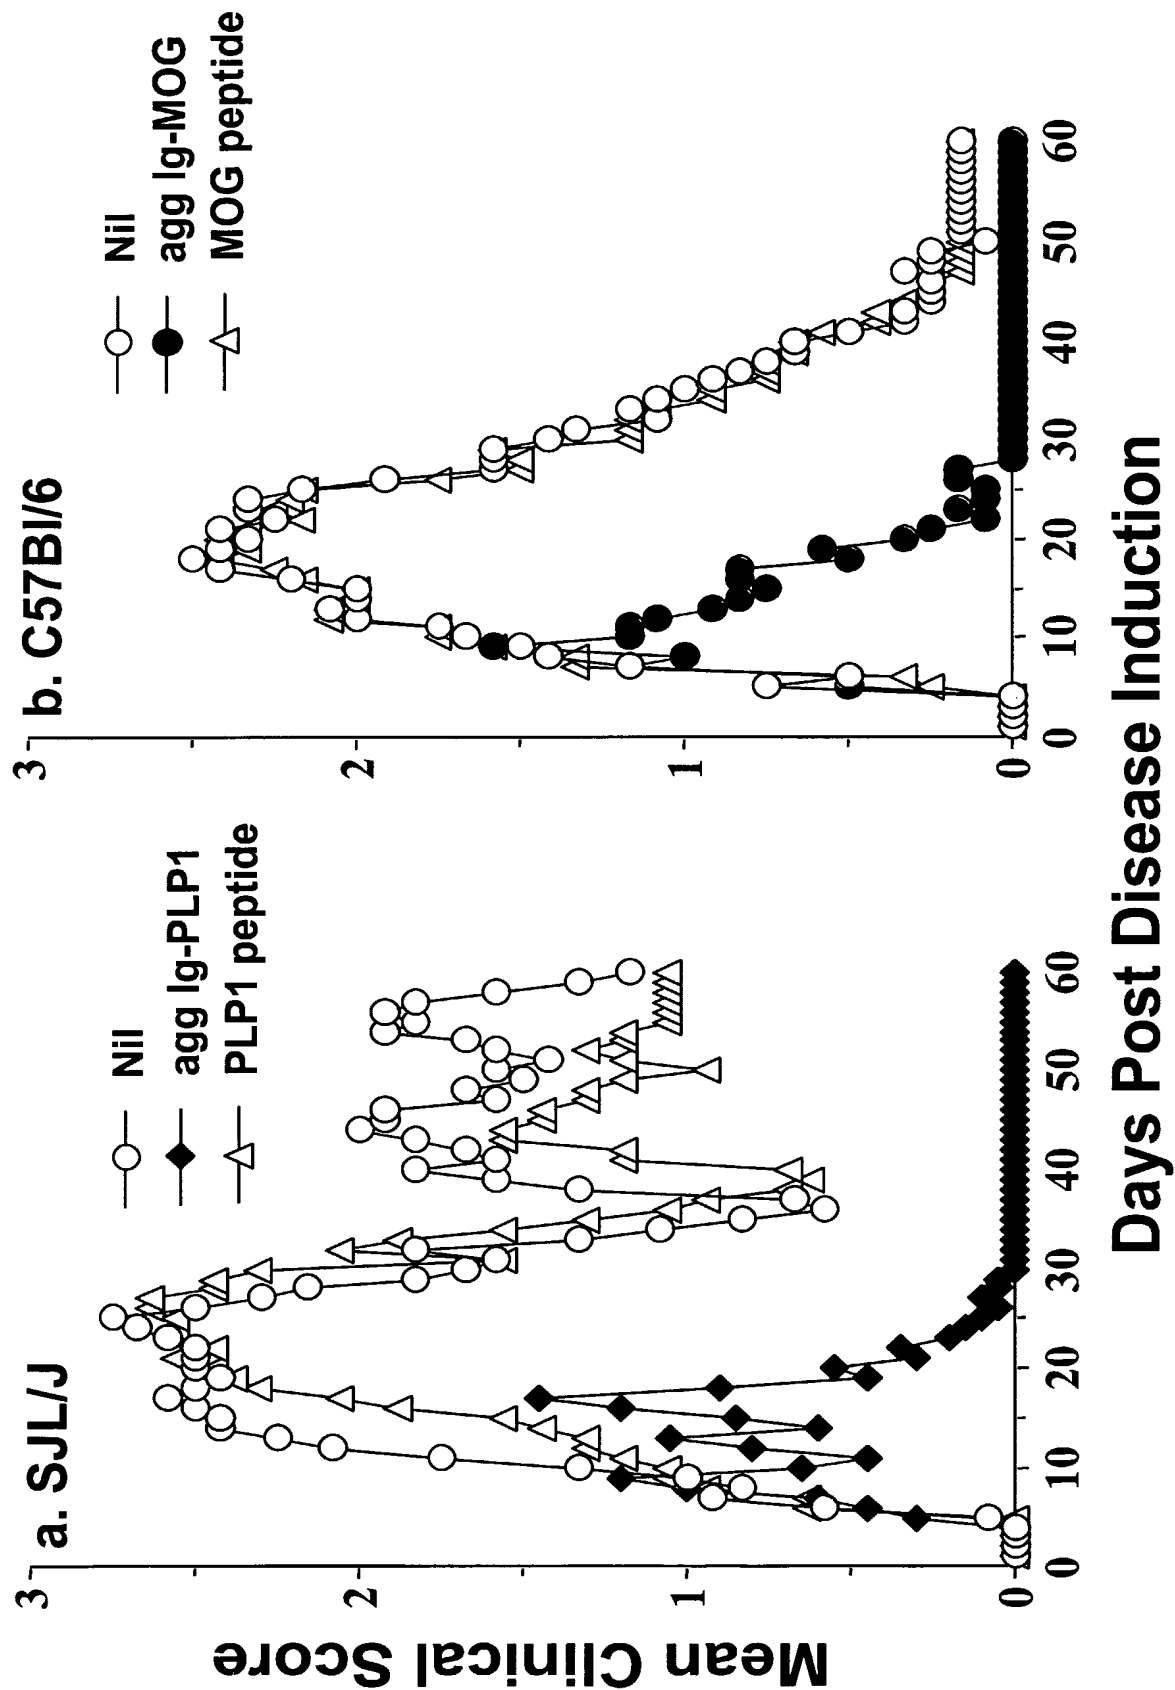 a. SJL/J
Nil
agg Ig-PLP1
PLP1 peptide
3
2
1
0
0 10 20 30 40 50 60
b. C57Bl/6
Nil
agg Ig-MOG
MOG peptide
3
2
1
0
0 10 20 30 40 50 60
Mean Clinical Score
Days Post Disease Induction